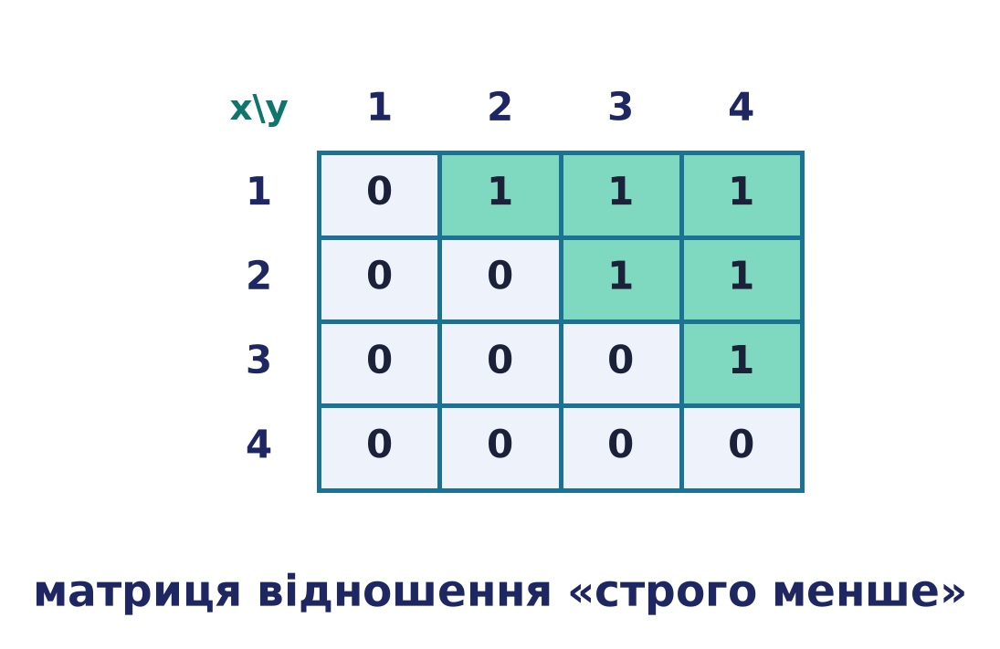 x\y 1 2 3 4
1 0 1 1 1
2 0 0 1 1
3 0 0 0 1
4 0 0 0 0
матриця відношення «строго менше»